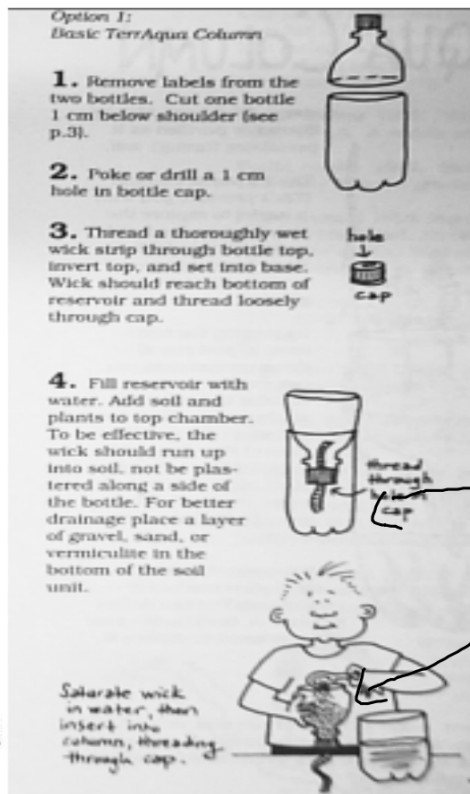 Option 1:
Basic TerrAqua Column
1. Remove labels from the
two bottles. Cut one bottle
1 cm below shoulder (see
p.3).
2. Poke or drill a 1 cm
hole in bottle cap.
3. Thread a thoroughly wet
wick strip through bottle top,
invert top, and set into base.
Wick should reach bottom of
reservoir and thread loosely
through cap.
hole
cap
4. Fill reservoir with
water. Add soil and
plants to top chamber.
To be effective, the
wick should run up
into soil, not be plas-
tered along a side of
the bottle. For better
drainage place a layer
of gravel, sand, or
vermiculite in the
bottom of the soil
unit.
thread
through
hole in
cap
Saturate wick
in water, then
insert into
column, threading
through cap.